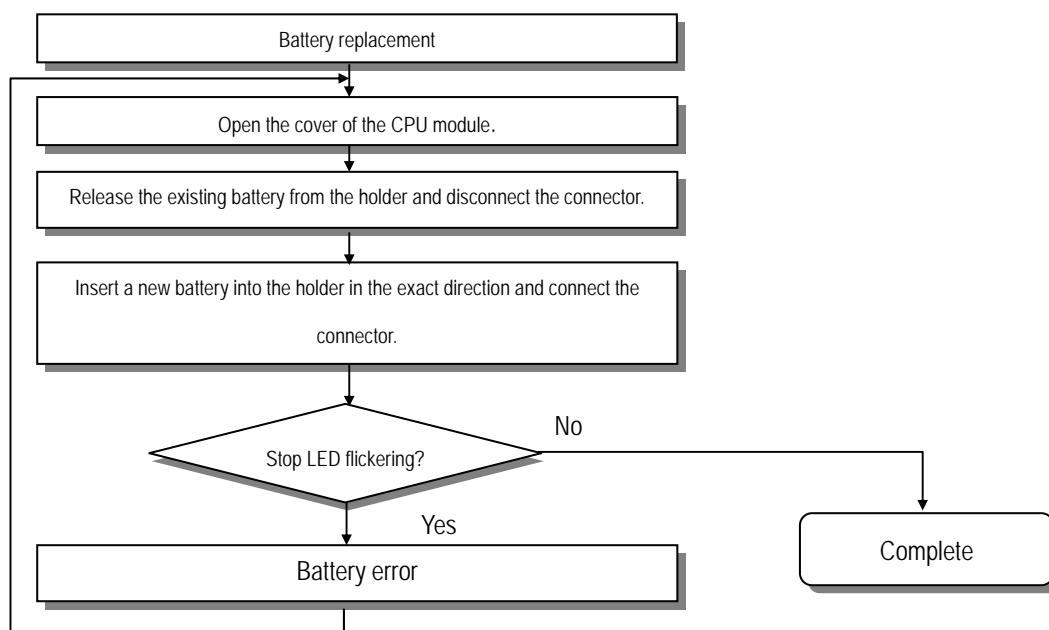 Battery replacement
Open the cover of the CPU module.
Release the existing battery from the holder and disconnect the connector.
Insert a new battery into the holder in the exact direction and connect the
connector.
No
Stop LED flickering?
Yes
Complete
Battery error